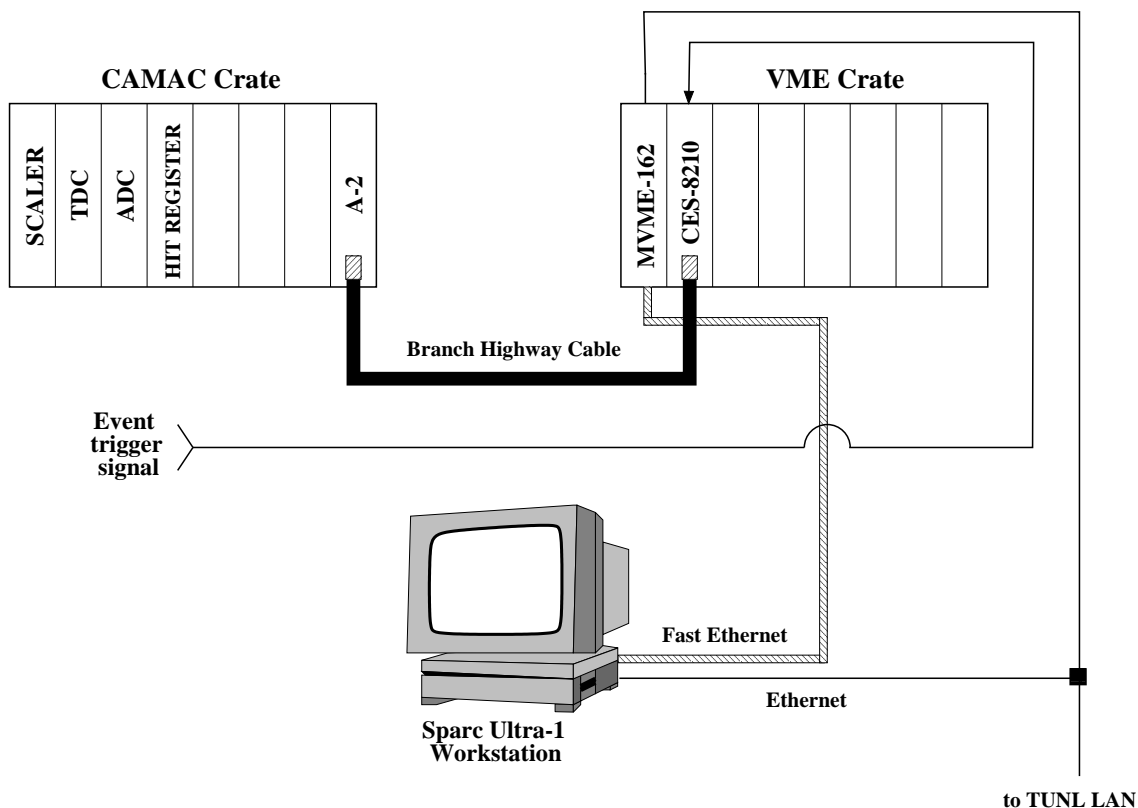 CAMAC Crate
VME Crate
SCALER
TDC
ADC
HIT REGISTER
A-2
MVME-162
CES-8210
Branch Highway Cable
Event
trigger
signal
Fast Ethernet
Ethernet
Sparc Ultra-1
Workstation
to TUNL LAN